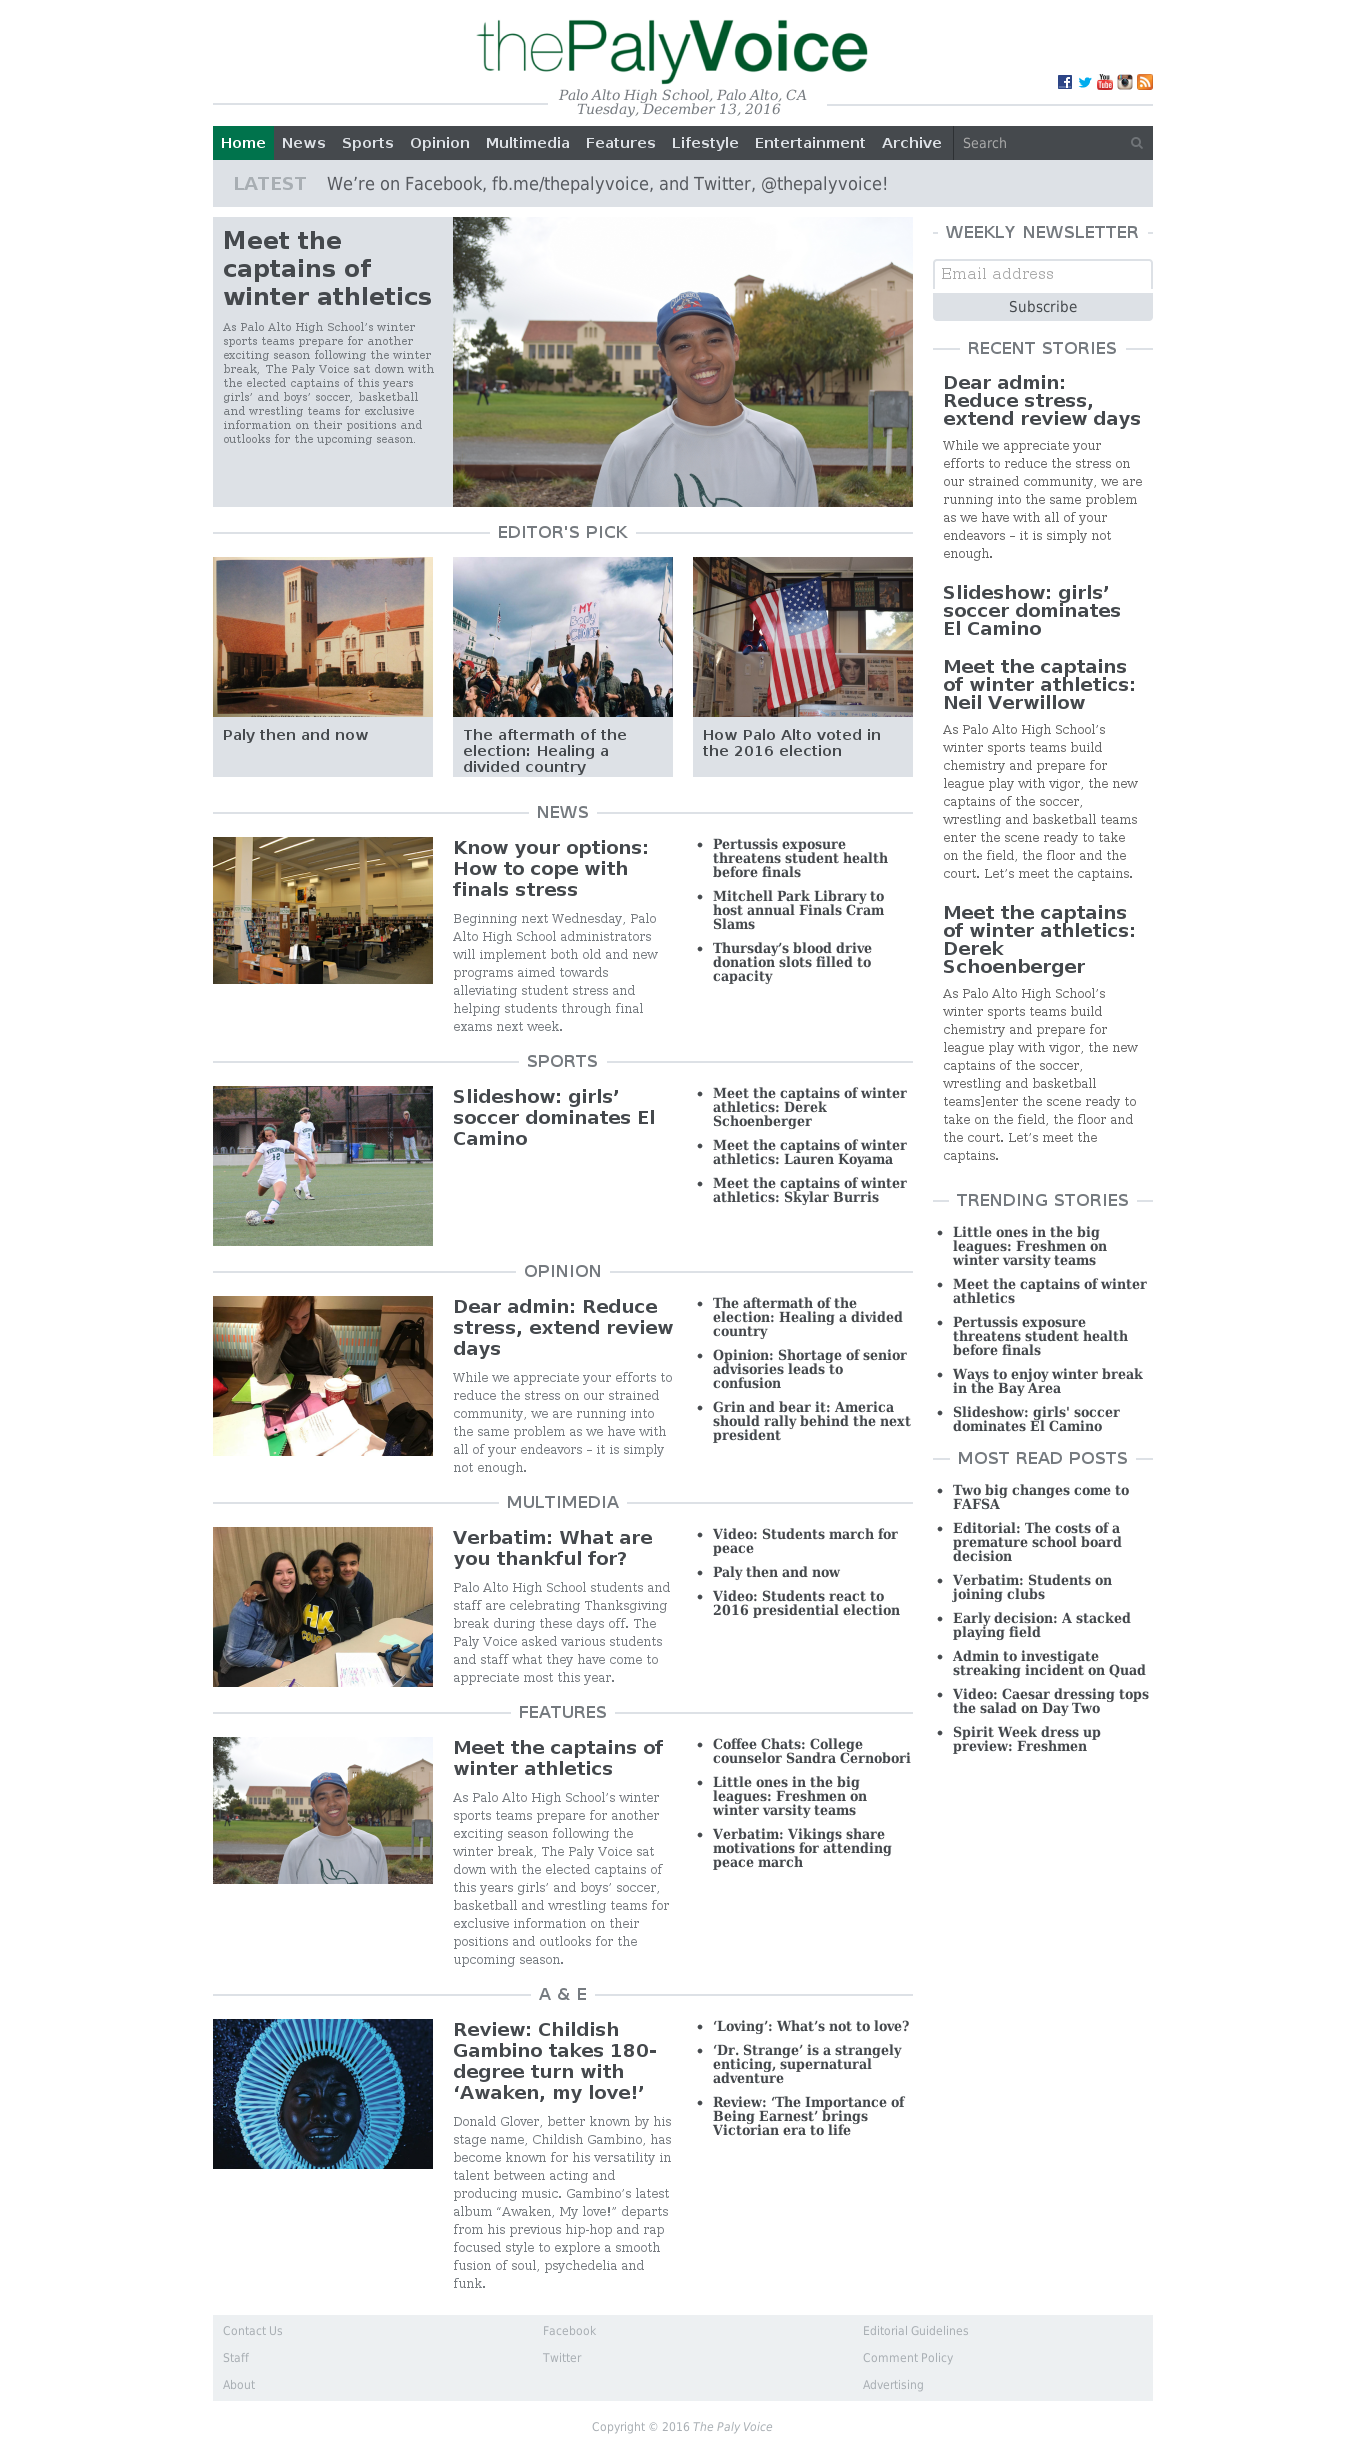 thePalyVoice
Palo Alto High School, Palo Alto, CA
Tuesday, December 13, 2016
Home News Sports Opinion Multimedia Features Lifestyle Entertainment Archive Search
LATEST We’re on Facebook, fb.me/thepalyvoice, and Twitter, @thepalyvoice!
Meet the
captains of
winter athletics
As Palo Alto High School’s winter
sports teams prepare for another
exciting season following the winter
break, The Paly Voice sat down with
the elected captains of this years
girls’ and boys’ soccer, basketball
and wrestling teams for exclusive
information on their positions and
outlooks for the upcoming season.
EDITOR'S PICK
MY
BODY
MY
CHOICE
Paly then and now
The aftermath of the
election: Healing a
divided country
How Palo Alto voted in
the 2016 election
NEWS
Know your options:
How to cope with
finals stress
Beginning next Wednesday, Palo
Alto High School administrators
will implement both old and new
programs aimed towards
alleviating student stress and
helping students through final
exams next week.
Pertussis exposure
threatens student health
before finals
Mitchell Park Library to
host annual Finals Cram
Slams
Thursday’s blood drive
donation slots filled to
capacity
SPORTS
12
Slideshow: girls’
soccer dominates El
Camino
Meet the captains of winter
athletics: Derek
Schoenberger
Meet the captains of winter
athletics: Lauren Koyama
Meet the captains of winter
athletics: Skylar Burris
OPINION
Dear admin: Reduce
stress, extend review
days
While we appreciate your efforts to
reduce the stress on our strained
community, we are running into
the same problem as we have with
all of your endeavors – it is simply
not enough.
The aftermath of the
election: Healing a divided
country
Opinion: Shortage of senior
advisories leads to
confusion
Grin and bear it: America
should rally behind the next
president
MULTIMEDIA
HK
Verbatim: What are
you thankful for?
Palo Alto High School students and
staff are celebrating Thanksgiving
break during these days off. The
Paly Voice asked various students
and staff what they have come to
appreciate most this year.
Video: Students march for
peace
Paly then and now
Video: Students react to
2016 presidential election
FEATURES
Meet the captains of
winter athletics
As Palo Alto High School’s winter
sports teams prepare for another
exciting season following the
winter break, The Paly Voice sat
down with the elected captains of
this years girls’ and boys’ soccer,
basketball and wrestling teams for
exclusive information on their
positions and outlooks for the
upcoming season.
Coffee Chats: College
counselor Sandra Cernobori
Little ones in the big
leagues: Freshmen on
winter varsity teams
Verbatim: Vikings share
motivations for attending
peace march
A & E
Review: Childish
Gambino takes 180-
degree turn with
‘Awaken, my love!’
Donald Glover, better known by his
stage name, Childish Gambino, has
become known for his versatility in
talent between acting and
producing music. Gambino’s latest
album “Awaken, My love!” departs
from his previous hip-hop and rap
focused style to explore a smooth
fusion of soul, psychedelia and
funk.
‘Loving’: What’s not to love?
‘Dr. Strange’ is a strangely
enticing, supernatural
adventure
Review: ‘The Importance of
Being Earnest’ brings
Victorian era to life
WEEKLY NEWSLETTER
Email address
Subscribe
RECENT STORIES
Dear admin:
Reduce stress,
extend review days
While we appreciate your
efforts to reduce the stress on
our strained community, we are
running into the same problem
as we have with all of your
endeavors – it is simply not
enough.
Slideshow: girls’
soccer dominates
El Camino
Meet the captains
of winter athletics:
Neil Verwillow
As Palo Alto High School’s
winter sports teams build
chemistry and prepare for
league play with vigor, the new
captains of the soccer,
wrestling and basketball teams
enter the scene ready to take
on the field, the floor and the
court. Let’s meet the captains.
Meet the captains
of winter athletics:
Derek
Schoenberger
As Palo Alto High School’s
winter sports teams build
chemistry and prepare for
league play with vigor, the new
captains of the soccer,
wrestling and basketball
teams]enter the scene ready to
take on the field, the floor and
the court. Let’s meet the
captains.
TRENDING STORIES
Little ones in the big
leagues: Freshmen on
winter varsity teams
Meet the captains of winter
athletics
Pertussis exposure
threatens student health
before finals
Ways to enjoy winter break
in the Bay Area
Slideshow: girls' soccer
dominates El Camino
MOST READ POSTS
Two big changes come to
FAFSA
Editorial: The costs of a
premature school board
decision
Verbatim: Students on
joining clubs
Early decision: A stacked
playing field
Admin to investigate
streaking incident on Quad
Video: Caesar dressing tops
the salad on Day Two
Spirit Week dress up
preview: Freshmen
Contact Us
Staff
About
Facebook
Twitter
Editorial Guidelines
Comment Policy
Advertising
Copyright © 2016 The Paly Voice